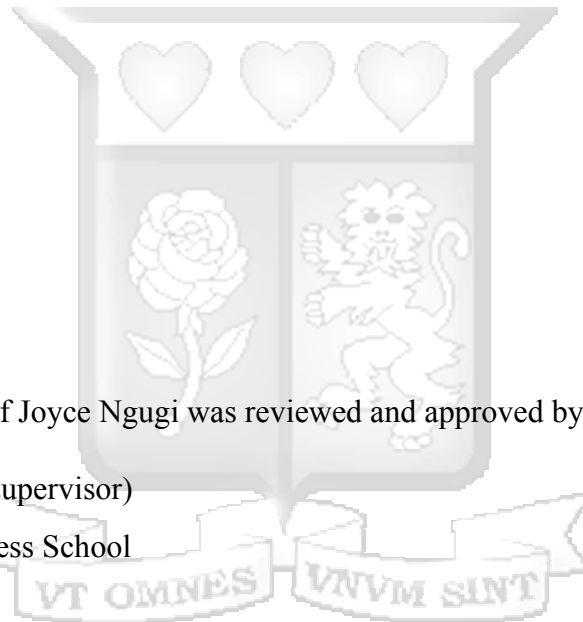 f Joyce Ngugi was reviewed and approved by
upervisor)
ess School
VT OMNES VNVM SINT